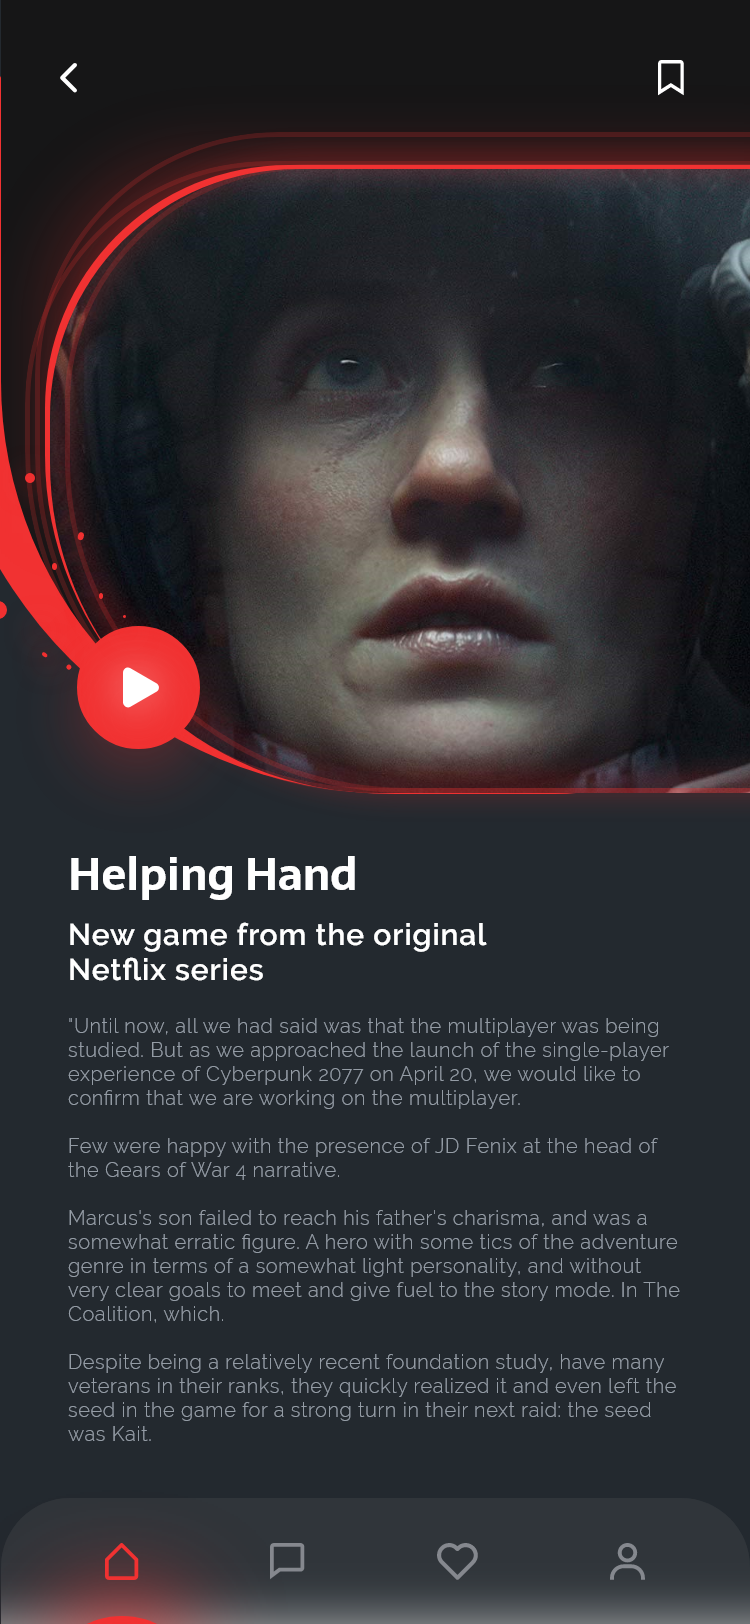 Helping Hand
New game from the original
Netflix series
"Until now, all we had said was that the multiplayer was being
studied. But as we approached the launch of the single-player
experience of Cyberpunk 2077 on April 20, we would like to
confirm that we are working on the multiplayer.
Few were happy with the presence of JD Fenix at the head of
the Gears of War 4 narrative.
Marcus's son failed to reach his father's charisma, and was a
somewhat erratic figure. A hero with some tics of the adventure
genre in terms of a somewhat light personality, and without
very clear goals to meet and give fuel to the story mode. In The
Coalition, which.
Despite being a relatively recent foundation study, have many
veterans in their ranks, they quickly realized it and even left the
seed in the game for a strong turn in their next raid: the seed
was Kait.